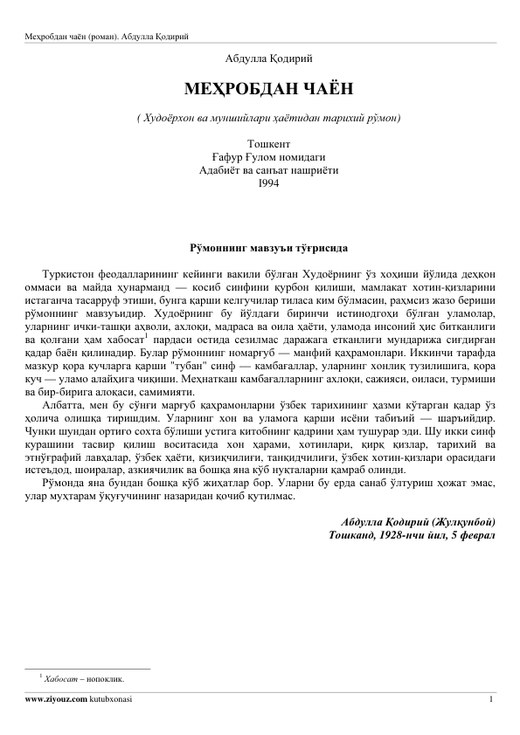 Меҳробдан чаён (роман). Абдулла Қодирий
Абдулла Қодирий
МЕҲРОБДАН ЧАЁН
( Худоёрхон ва муншийлари ҳаётидан тарихий рўмон)
Тошкент
Ғафур Ғулом номидаги
Адабиёт ва санъат нашриёти
I994
Рўмоннинг мавзуъи тўғрисида
Туркистон феодалларининг кейинги вакили бўлган Худоёрнинг ўз хоҳиши йўлида деҳқон
оммаси ва майда ҳунарманд — косиб синфини қурбон қилиши, мамлакат хотин-қизларини
истаганча тасарруф этиши, бунга қарши келгучилар тиласа ким бўлмасин, раҳмсиз жазо бериши
рўмоннинг мавзуидир. Худоёрнинг бу йўлдаги биринчи истинодгоҳи бўлган уламолар,
уларнинг ички-ташқи аҳволи, ахлоқи, мадраса ва оила ҳаёти, уламода инсоний ҳис битканлиги
ва қолгани ҳам хабосат1 пардаси остида сезилмас даражага етканлиги мундарижа сиғдирган
қадар баён қилинадир. Булар рўмоннинг номарғуб — манфий қаҳрамонлари. Иккинчи тарафда
мазкур қора кучларга қарши "тубан" синф — камбағаллар, уларнинг хонлиқ тузилишига, қора
куч — уламо алайҳига чиқиши. Меҳнаткаш камбағалларнинг ахлоқи, сажияси, оиласи, турмиши
ва бир-бирига алоқаси, самимияти.
Албатта, мен бу сўнғи марғуб қаҳрамонларни ўзбек тарихининг ҳазми кўтарган қадар ўз
ҳолича олишқа тиришдим. Уларнинг хон ва уламога қарши исёни табиъий — шаръийдир.
Чунки шундан ортиғо сохта бўлиши устига китобнинг қадрини ҳам тушурар эди. Шу икки синф
курашини тасвир қилиш воситасида хон ҳарами, хотинлари, қирқ қизлар, тарихий ва
этнўғрафий лавҳалар, ўзбек ҳаёти, қизиқчилиги, танқидчилиғи, ўзбек хотин-қизлари орасидағи
истеъдод, шоиралар, азкиячилик ва бошқа яна кўб нуқталарни қамраб олинди.
Рўмонда яна бундан бошқа кўб жиҳатлар бор. Уларни бу ерда санаб ўлтуриш ҳожат эмас,
улар муҳтарам ўқуғучининг назаридан қочиб қутилмас.
Абдулла Қодирий (Жулқунбой)
Тошканд, 1928-нчи йил, 5 феврал
1 Хабосат – нопоклик.
www.ziyouz.com kutubxonasi 1